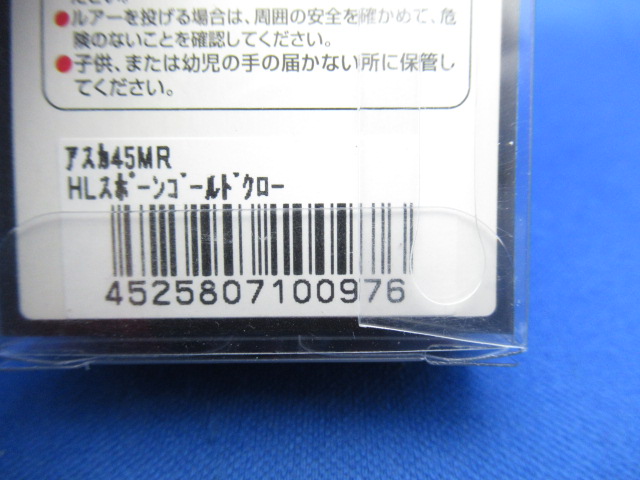 ださい。
●ルアーを投げる場合は、周囲の安全を確かめて、危
険のないことを確認してください。
●子供、または幼児の手の届かない所に保管し
てください。
アスカ45MR
HLスポーンゴールドクロー
4525807100976